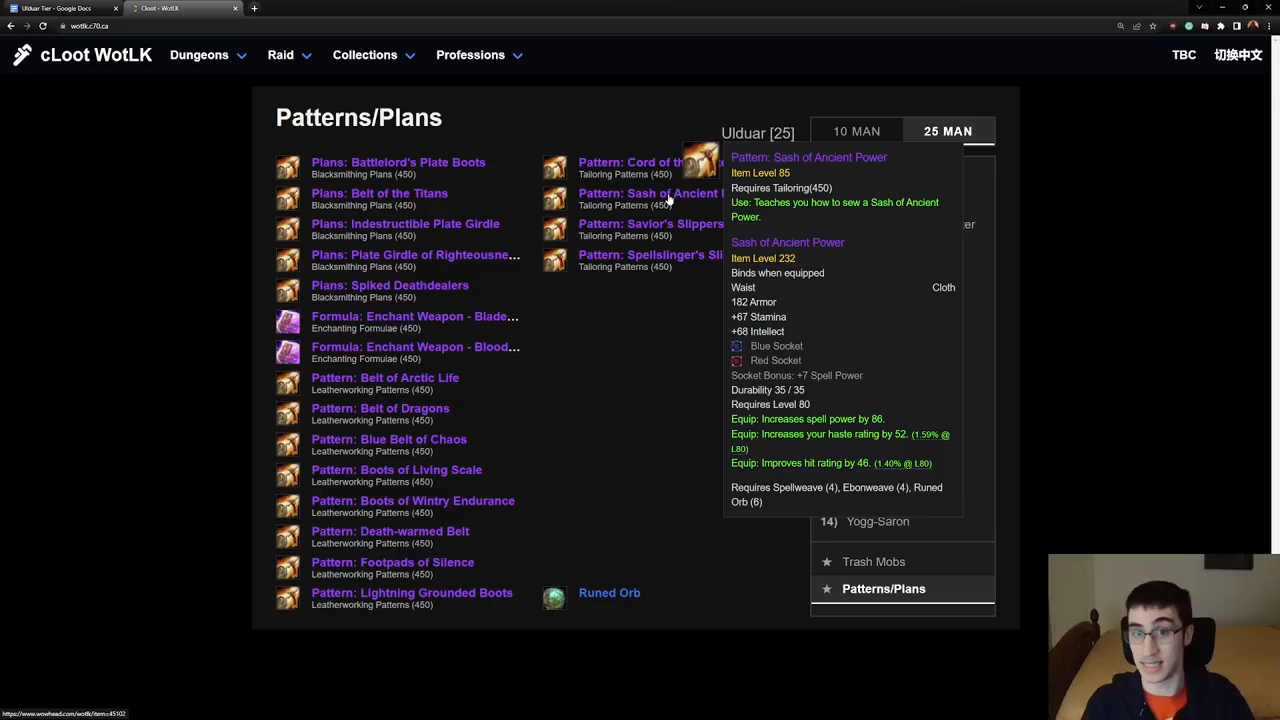 Ulduar Tier - Google Docs
Cloot - WotLK
wotlk.c70.ca
cLoot WotLK
Dungeons
Raid
Collections
Professions
TBC
切换中文
Patterns/Plans
Ulduar [25]
10 MAN
25 MAN
Plans: Battlelord's Plate Boots
Blacksmithing Plans (450)
Plans: Belt of the Titans
Blacksmithing Plans (450)
Plans: Indestructible Plate Girdle
Blacksmithing Plans (450)
Plans: Plate Girdle of Righteousne...
Blacksmithing Plans (450)
Plans: Spiked Deathdealers
Blacksmithing Plans (450)
Formula: Enchant Weapon - Blade...
Enchanting Formulae (450)
Formula: Enchant Weapon - Blood...
Enchanting Formulae (450)
Pattern: Belt of Arctic Life
Leatherworking Patterns (450)
Pattern: Belt of Dragons
Leatherworking Patterns (450)
Pattern: Blue Belt of Chaos
Leatherworking Patterns (450)
Pattern: Boots of Living Scale
Leatherworking Patterns (450)
Pattern: Boots of Wintry Endurance
Leatherworking Patterns (450)
Pattern: Death-warmed Belt
Leatherworking Patterns (450)
Pattern: Footpads of Silence
Leatherworking Patterns (450)
Pattern: Lightning Grounded Boots
Leatherworking Patterns (450)
Pattern: Cord of th
Tailoring Patterns (450)
Pattern: Sash of Ancient
Tailoring Patterns (450)
Pattern: Savior's Slippers
Tailoring Patterns (450)
Pattern: Spellslinger's Sli
Tailoring Patterns (450)
Runed Orb
Pattern: Sash of Ancient Power
Item Level 85
Requires Tailoring(450)
Use: Teaches you how to sew a Sash of Ancient
Power.
Sash of Ancient Power
Item Level 232
Binds when equipped
Waist Cloth
182 Armor
+67 Stamina
+68 Intellect
Blue Socket
Red Socket
Socket Bonus: +7 Spell Power
Durability 35 / 35
Requires Level 80
Equip: Increases spell power by 86.
Equip: Increases your haste rating by 52. (1.59% @
L80)
Equip: Improves hit rating by 46. (1.40% @ L80)
Requires Spellweave (4), Ebonweave (4), Runed
Orb (6)
14) Yogg-Saron
Trash Mobs
Patterns/Plans
https://www.wowhead.com/wotlk/item=45102